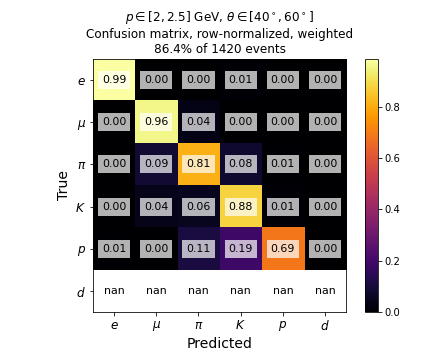 p ∈ [2, 2.5] GeV, θ ∈ [40°, 60°]
Confusion matrix, row-normalized, weighted
86.4% of 1420 events
True
e 0.99 0.00 0.00 0.01 0.00 0.00
μ 0.00 0.96 0.04 0.00 0.00 0.00
π 0.00 0.09 0.81 0.08 0.01 0.00
K 0.00 0.04 0.06 0.88 0.01 0.00
p 0.01 0.00 0.11 0.19 0.69 0.00
d nan nan nan nan nan nan
e μ π K p d
Predicted
0.8
0.6
0.4
0.2
0.0